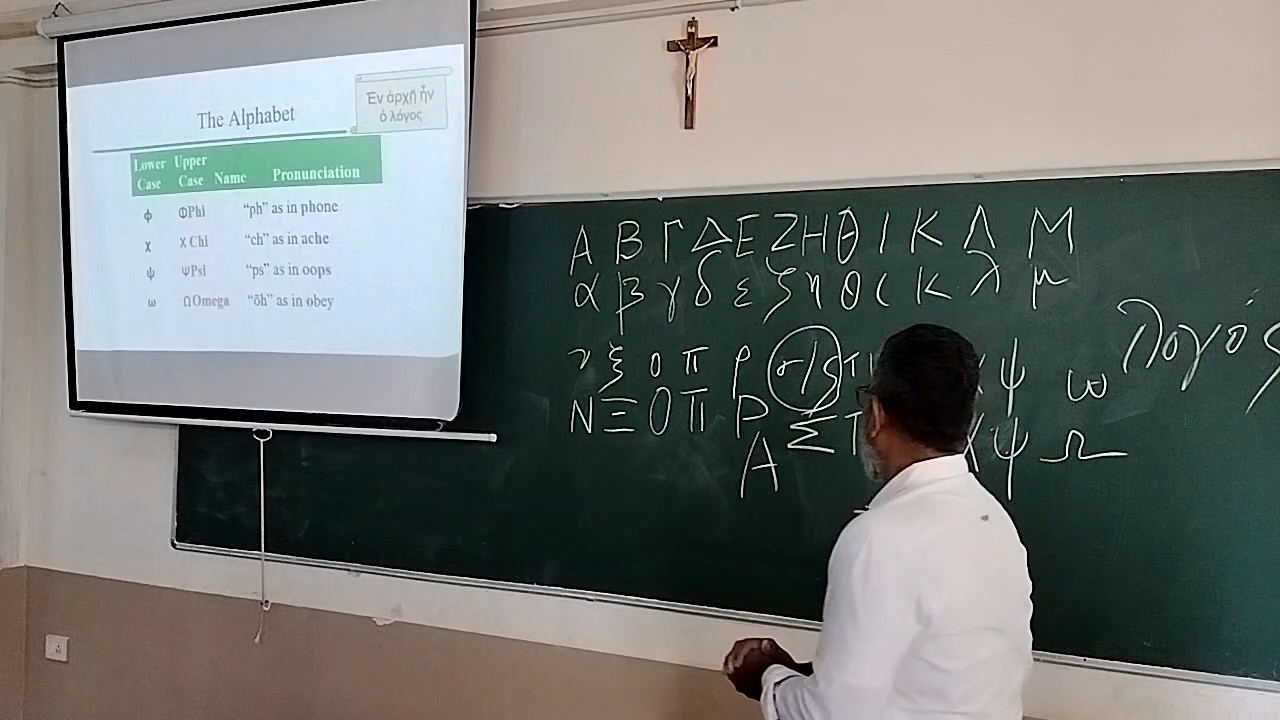 The Alphabet
Ἐν ἀρχῇ ἦν
ὁ λόγος
Lower Case Upper Case Name Pronunciation
ϕ Φ Phi “ph” as in phone
χ Χ Chi “ch” as in ache
ψ Ψ Psi “ps” as in oops
ω Ω Omega “ōh” as in obey
Α Β Γ Δ Ε Ζ Η Θ Ι Κ Λ Μ
α β γ δ ε ζ η θ ι κ λ μ
ν ξ ο π ρ σ/ς τ ψ ω
Ν Ξ Ο Π Ρ Σ Τ Χ Ψ Ω
Α
λογός